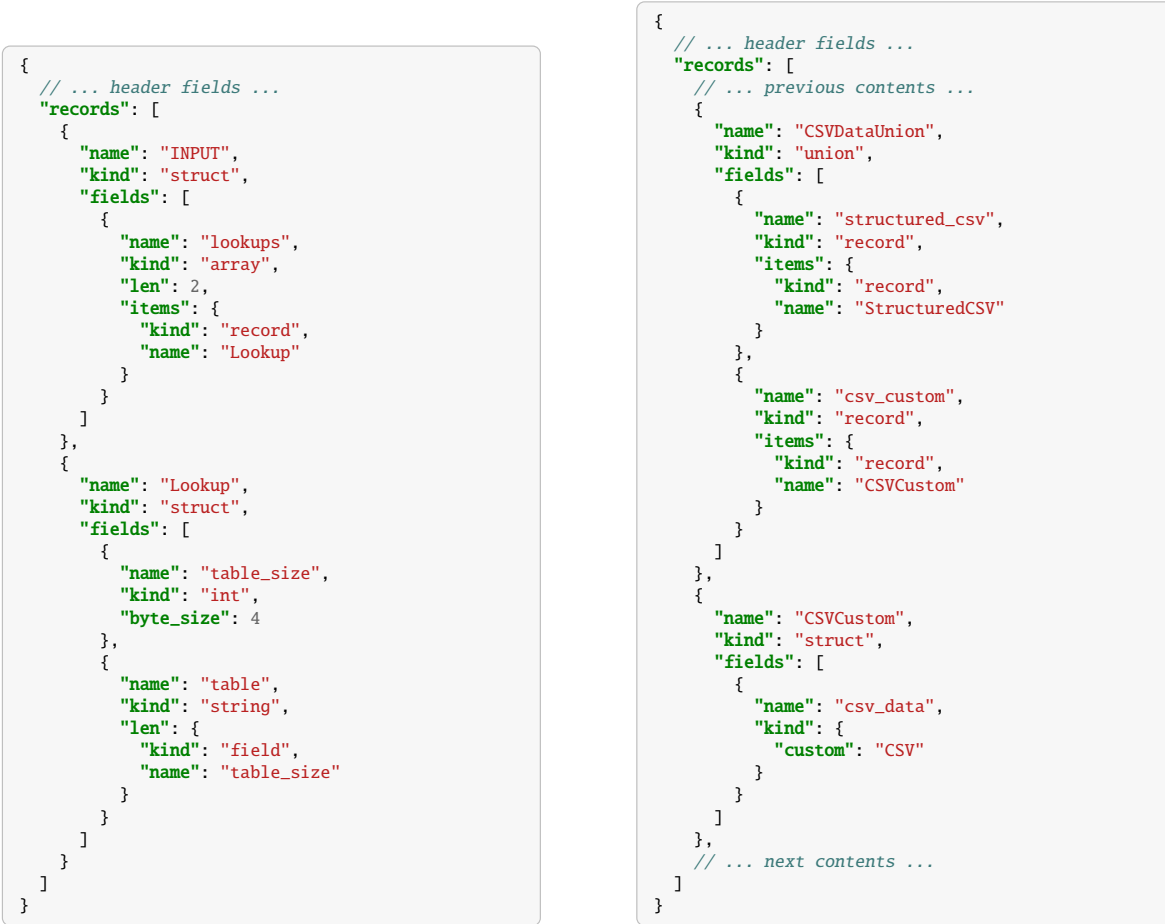 {
  // ... header fields ...
  "records": [
    {
      "name": "INPUT",
      "kind": "struct",
      "fields": [
        {
          "name": "lookups",
          "kind": "array",
          "len": 2,
          "items": {
            "kind": "record",
            "name": "Lookup"
          }
        }
      ]
    },
    {
      "name": "Lookup",
      "kind": "struct",
      "fields": [
        {
          "name": "table_size",
          "kind": "int",
          "byte_size": 4
        },
        {
          "name": "table",
          "kind": "string",
          "len": {
            "kind": "field",
            "name": "table_size"
          }
        }
      ]
    }
  ]
}
{
  // ... header fields ...
  "records": [
    // ... previous contents ...
    {
      "name": "CSVDataUnion",
      "kind": "union",
      "fields": [
        {
          "name": "structured_csv",
          "kind": "record",
          "items": {
            "kind": "record",
            "name": "StructuredCSV"
          }
        },
        {
          "name": "csv_custom",
          "kind": "record",
          "items": {
            "kind": "record",
            "name": "CSVCustom"
          }
        }
      ]
    },
    {
      "name": "CSVCustom",
      "kind": "struct",
      "fields": [
        {
          "name": "csv_data",
          "kind": {
            "custom": "CSV"
          }
        }
      ]
    },
    // ... next contents ...
  ]
}